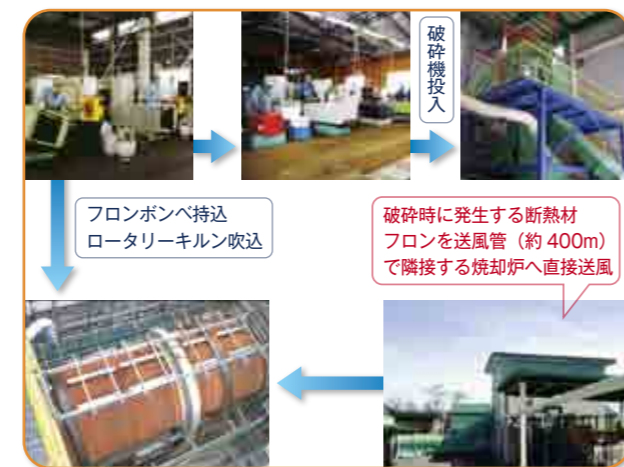 破砕機投入
フロンボンベ持込
ロータリーキルン吹込
破砕時に発生する断熱材
フロンを送風管（約 400m）
で隣接する焼却炉へ直接送風